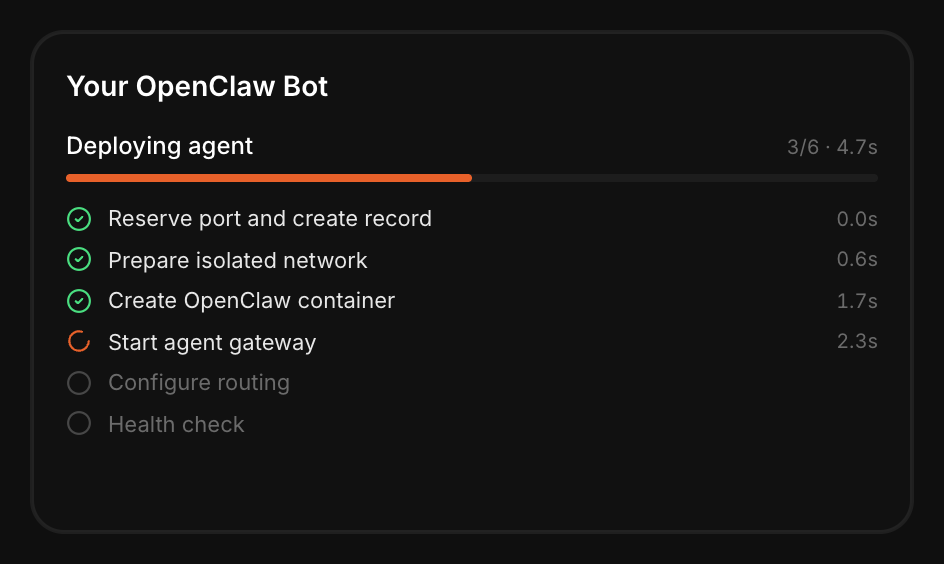 Your OpenClaw Bot
Deploying agent 3/6 · 4.7s
Reserve port and create record 0.0s
Prepare isolated network 0.6s
Create OpenClaw container 1.7s
Start agent gateway 2.3s
Configure routing
Health check